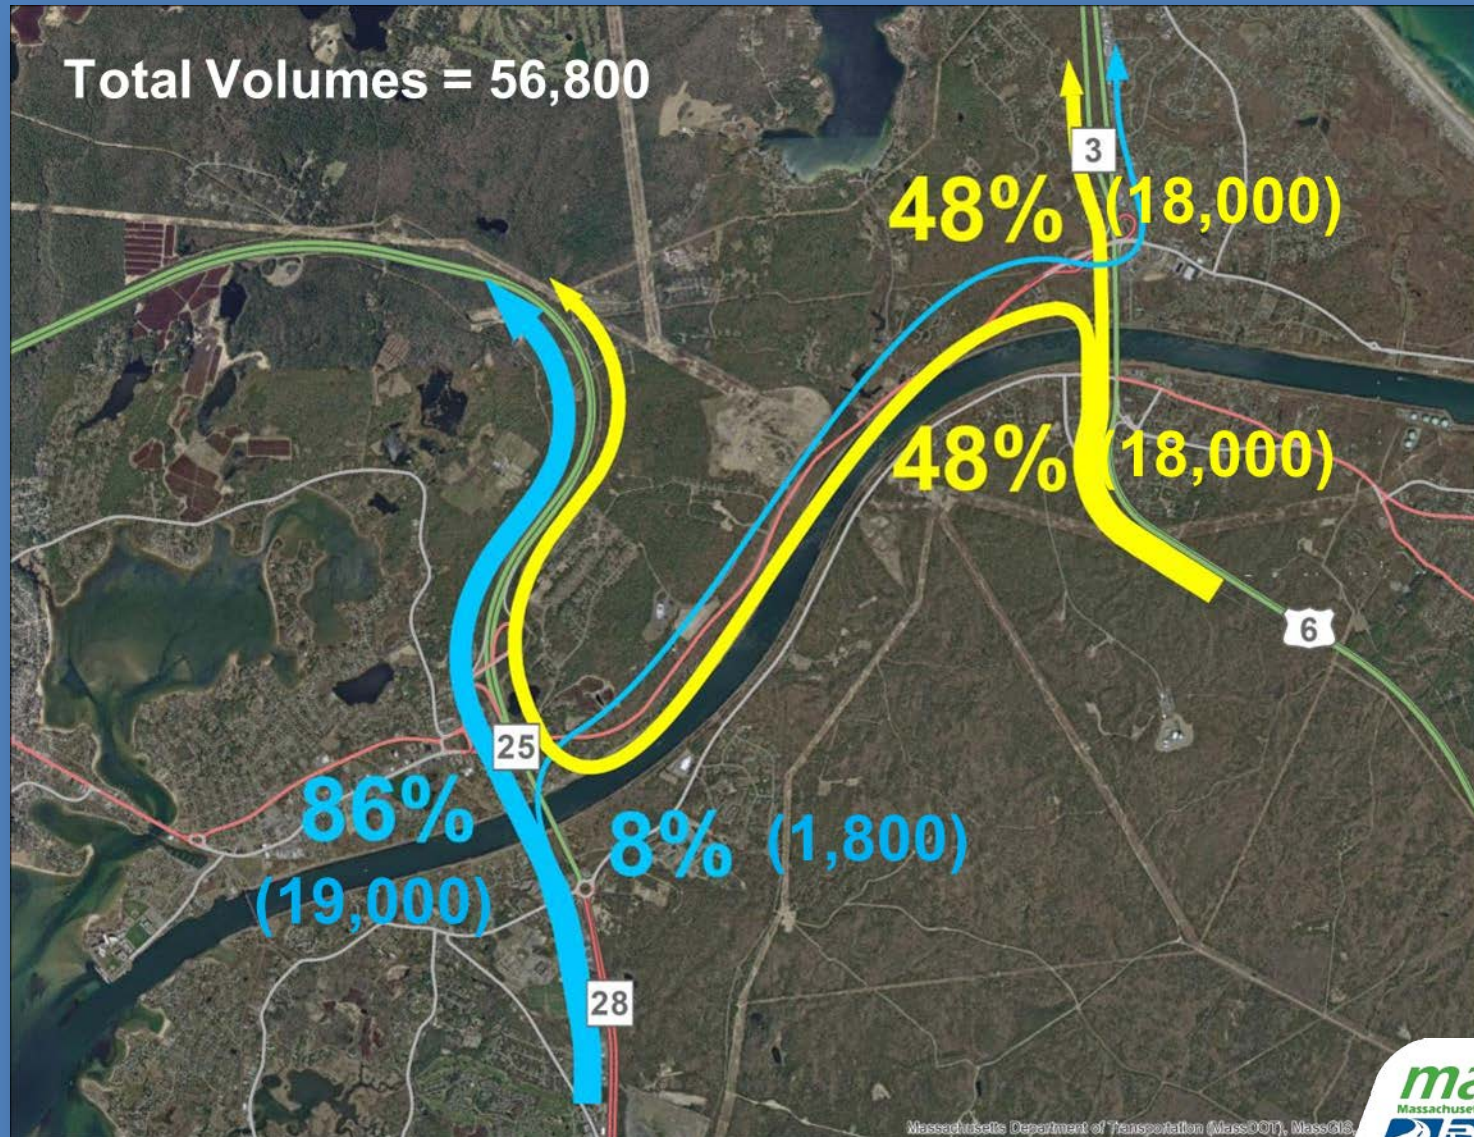 Total Volumes = 56,800
3
48% (18,000)
48% (18,000)
6
25
86%
(19,000)
8% (1,800)
28
Massachusetts Department of Transportation (MassDOT), MassGIS,
ma
Massachuset